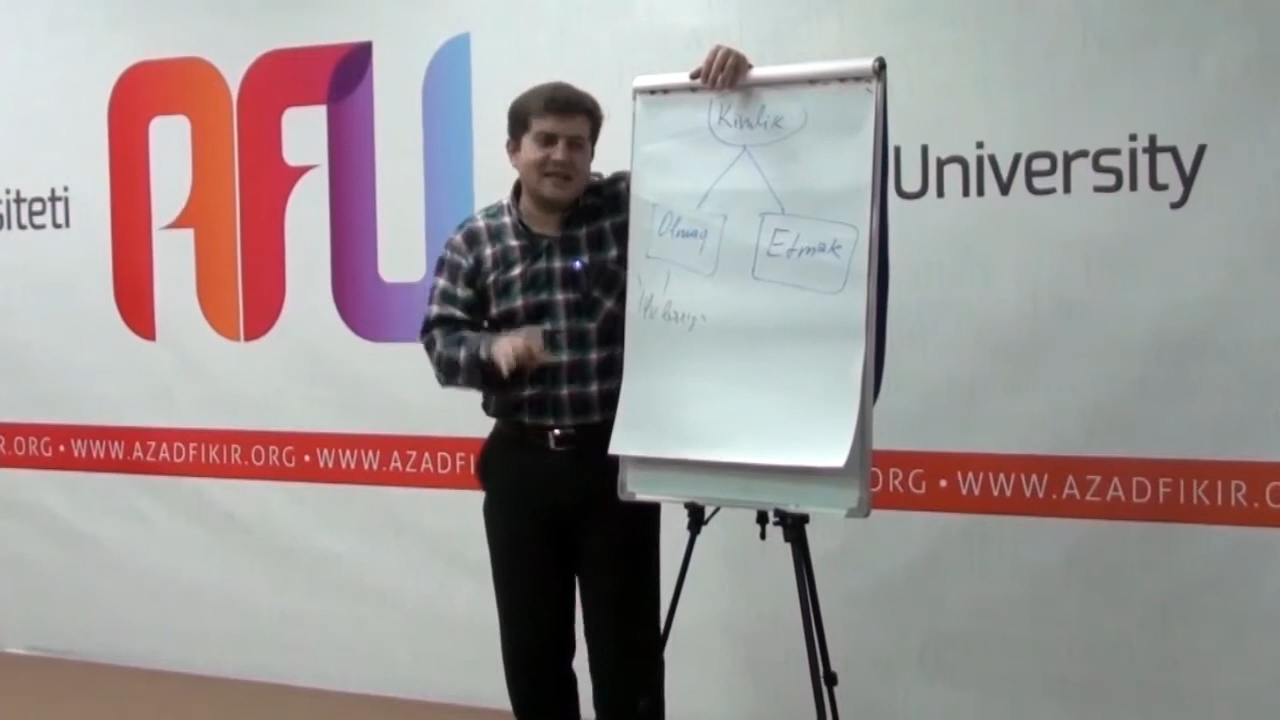 siteti
AFU
University
Kimlik
Olmaq
Etmək
R.ORG • WWW.AZADFIKIR.ORG • WWW.AZADFI
ORG • WWW.AZADFIKIR.O